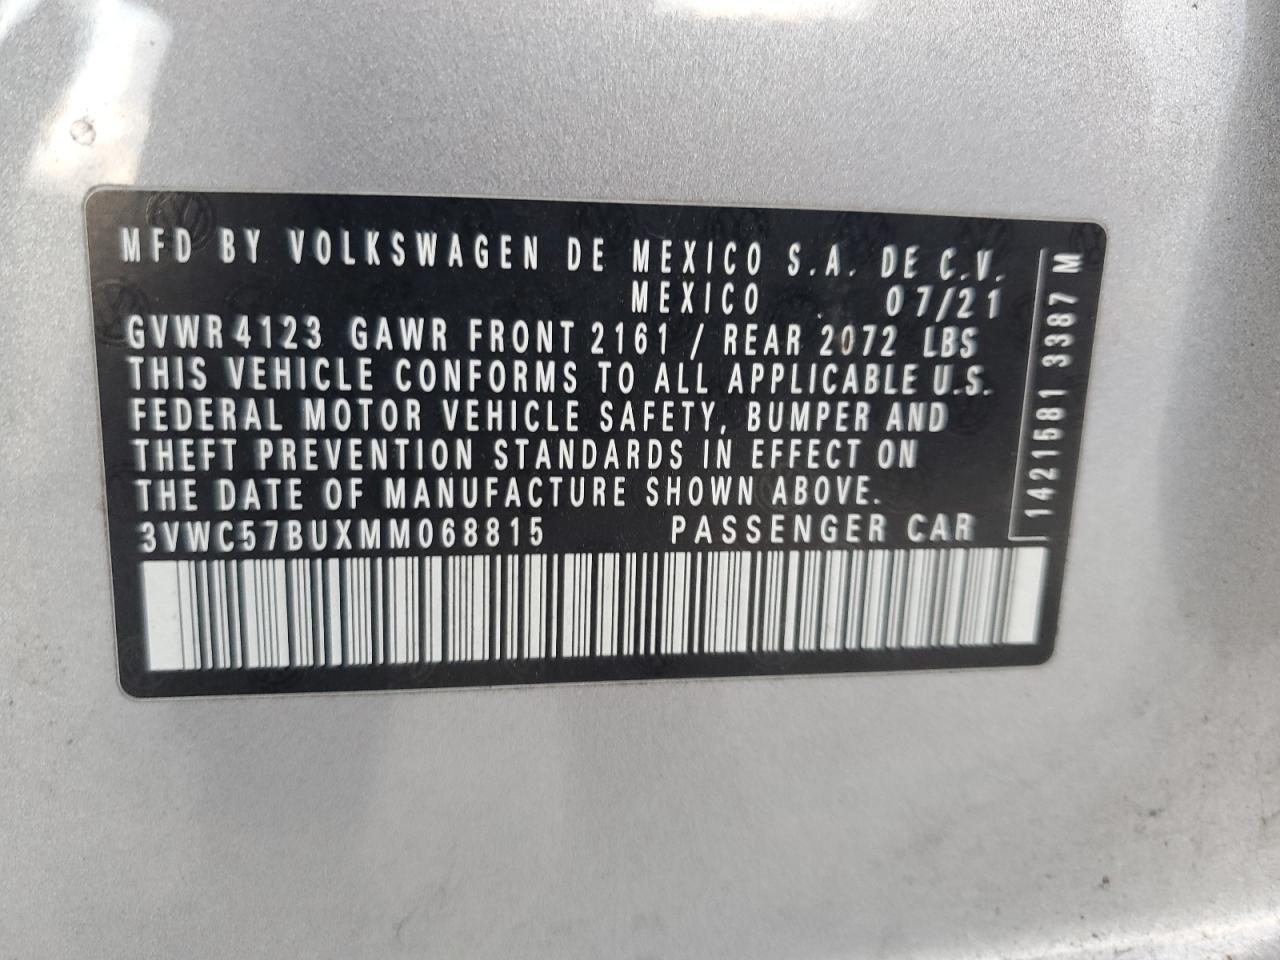 MFD BY VOLKSWAGEN DE MEXICO S.A. DE C.V.
MEXICO 07/21
GVWR 4123 GAWR FRONT 2161 / REAR 2072 LBS
THIS VEHICLE CONFORMS TO ALL APPLICABLE U.S.
FEDERAL MOTOR VEHICLE SAFETY, BUMPER AND
THEFT PREVENTION STANDARDS IN EFFECT ON
THE DATE OF MANUFACTURE SHOWN ABOVE.
3VWC57BUXMM068815 PASSENGER CAR
1421581 3387 M